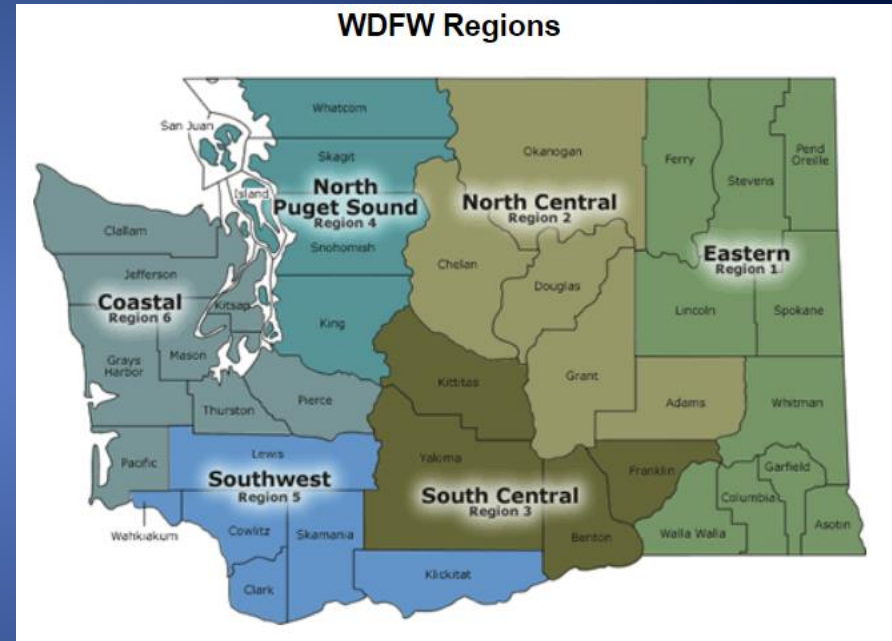 WDFW Regions
Whatcom
San Juan
Skagit
Island
North
Puget Sound
Region 4
Snohomish
King
Okanogan
North Central
Region 2
Chelan
Douglas
Grant
Adams
Ferry
Stevens
Pend
Oreille
Eastern
Region 1
Lincoln
Spokane
Whitman
Garfield
Columbia
Asotin
Walla Walla
Clallam
Jefferson
Coastal
Region 6
Kitsap
Mason
Grays
Harbor
Thurston
Pierce
Pacific
Kittitas
Yakima
South Central
Region 3
Franklin
Benton
Lewis
Southwest
Region 5
Wahkiakum
Cowlitz
Skamania
Clark
Klickitat